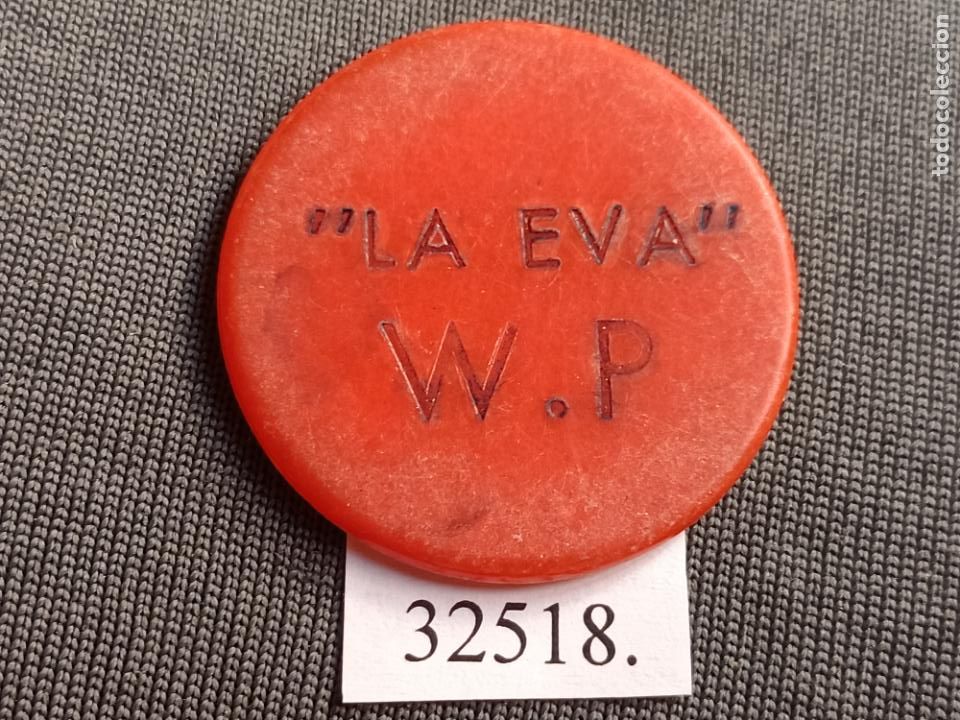 "LA EVA"
W.P
32518.
todocoleccion